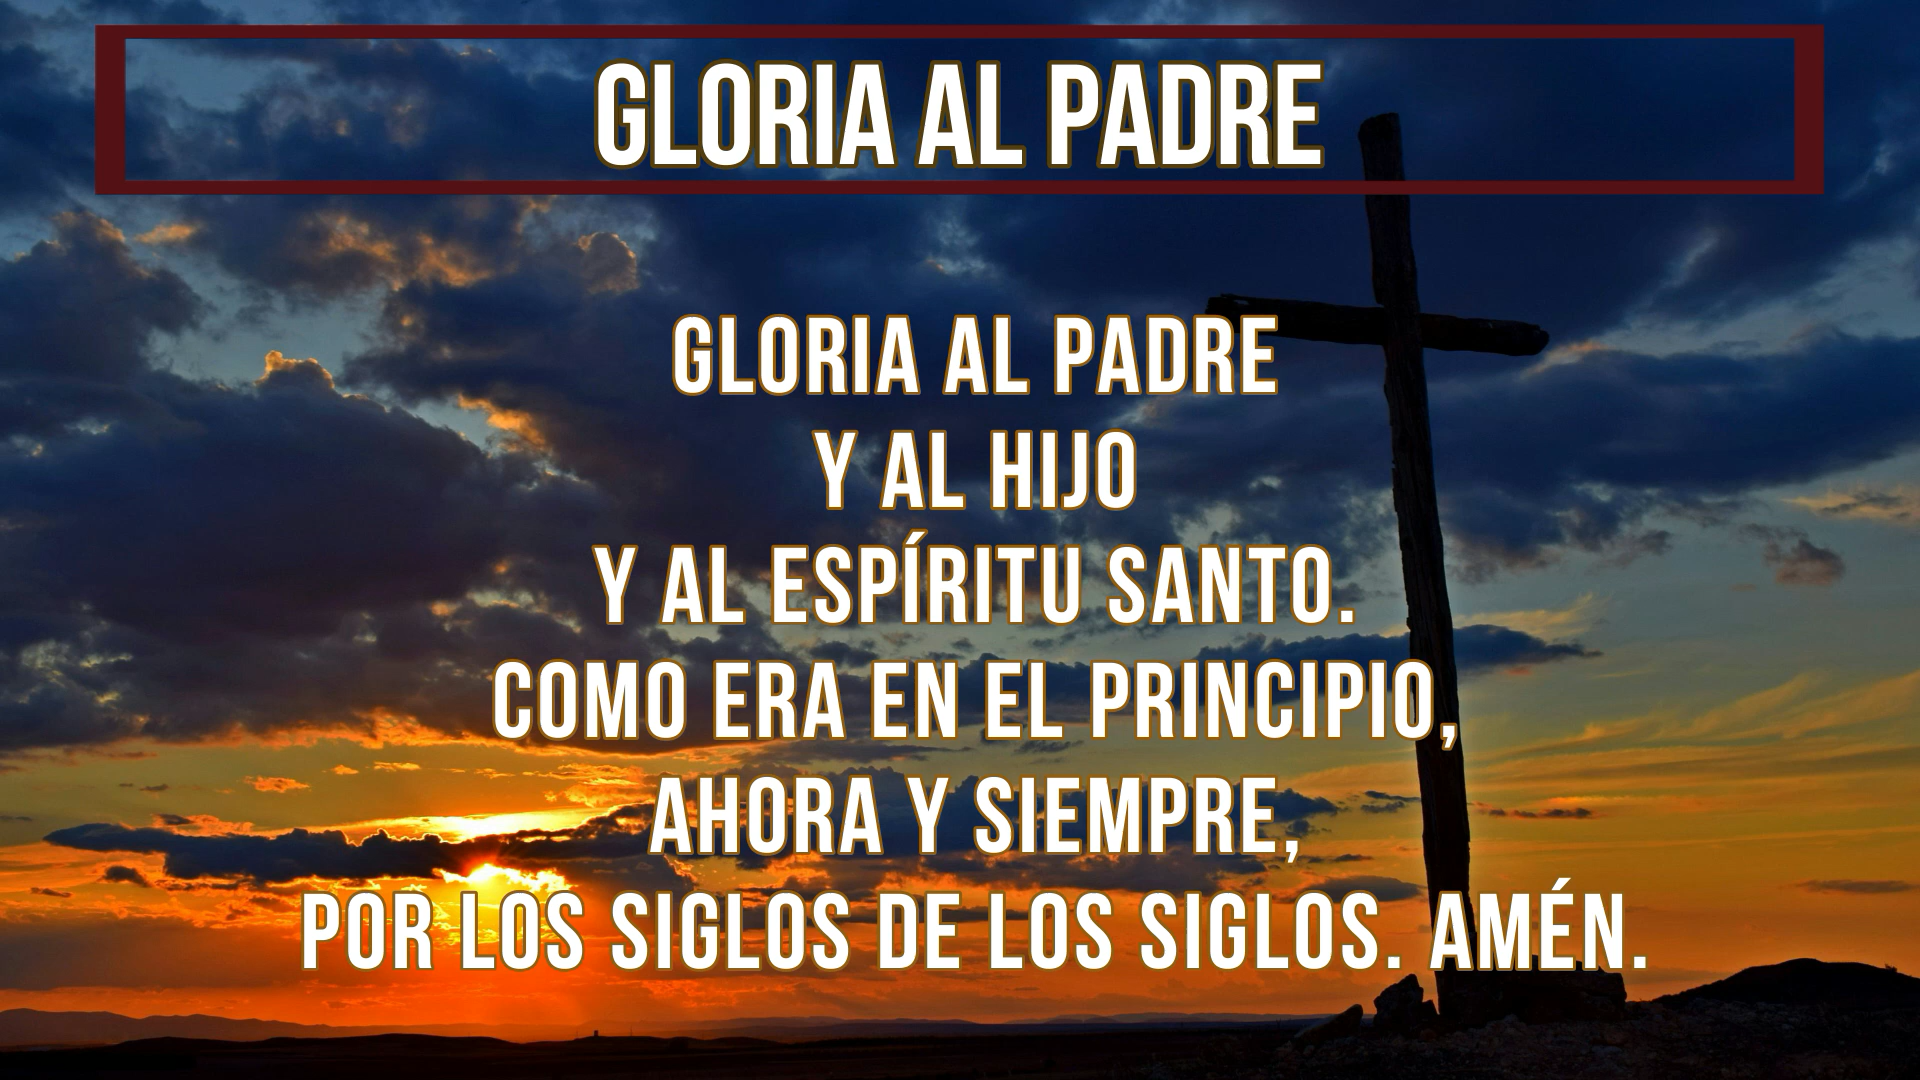 GLORIA AL PADRE
GLORIA AL PADRE
Y AL HIJO
Y AL ESPÍRITU SANTO.
COMO ERA EN EL PRINCIPIO,
AHORA Y SIEMPRE,
POR LOS SIGLOS DE LOS SIGLOS. AMÉN.